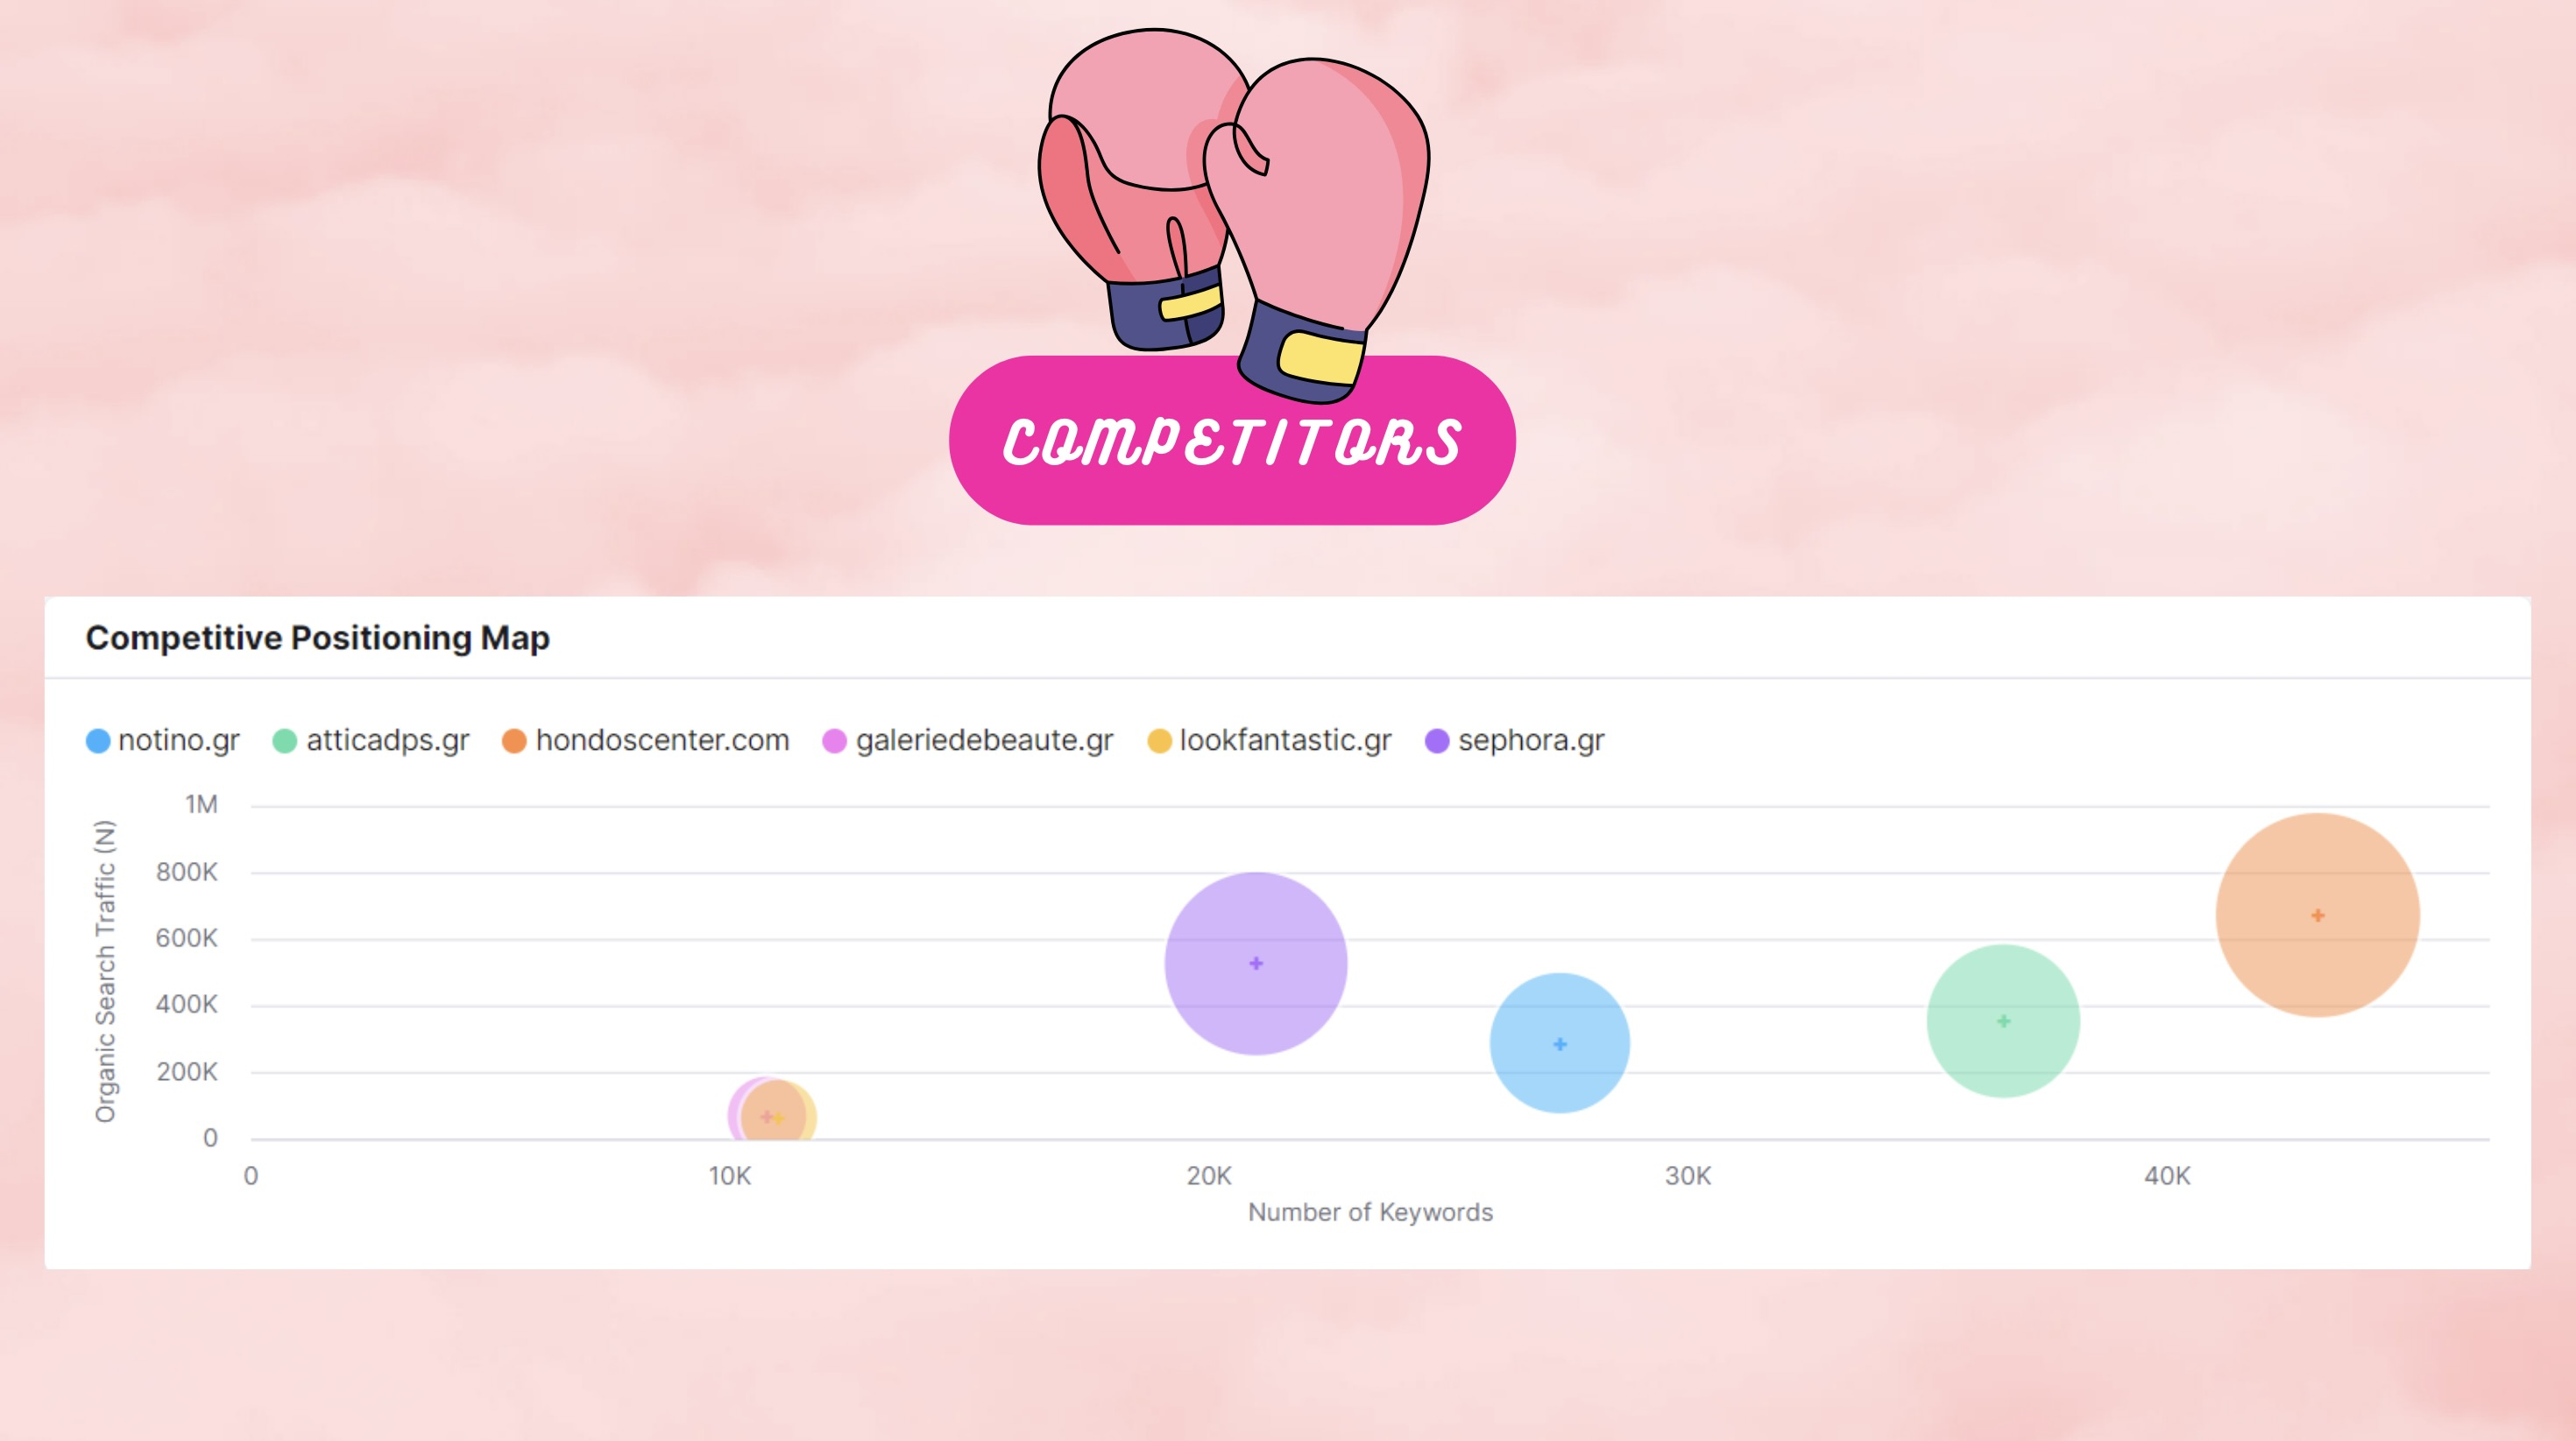 COMPETITORS
Competitive Positioning Map
notino.gr atticadps.gr hondoscenter.com galeriedebeaute.gr lookfantastic.gr sephora.gr
Organic Search Traffic (N)
1M
800K
600K
400K
200K
0
0 10K 20K 30K 40K
Number of Keywords